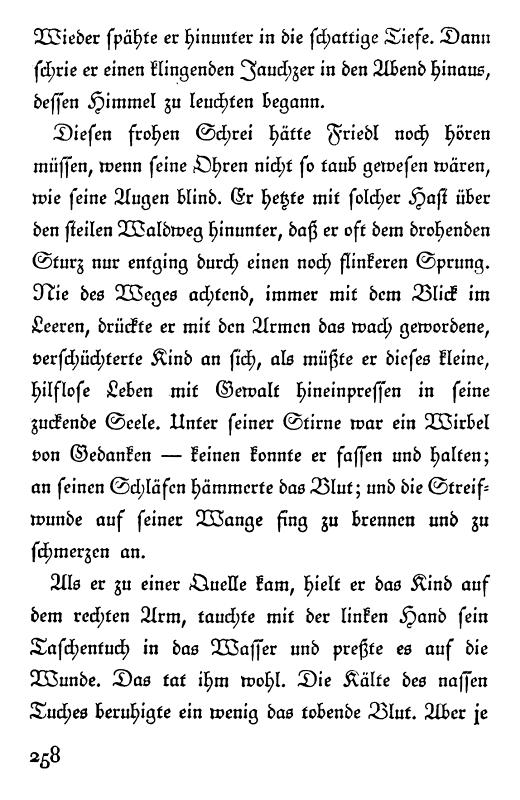 Wieder spähte er hinunter in die schattige Tiefe. Dann
schrie er einen klingenden Jauchzer in den Abend hinaus,
dessen Himmel zu leuchten begann.
Diesen frohen Schrei hätte Friedl noch hören
müssen, wenn seine Ohren nicht so taub gewesen wären,
wie seine Augen blind. Er hetzte mit solcher Hast über
den steilen Waldweg hinunter, daß er oft dem drohenden
Sturz nur entging durch einen noch flinkeren Sprung.
Nie des Weges achtend, immer mit dem Blick im
Leeren, drückte er mit den Armen das wach gewordene,
verschüchterte Kind an sich, als müßte er dieses kleine,
hilflose Leben mit Gewalt hineinpressen in seine
zuckende Seele. Unter seiner Stirne war ein Wirbel
von Gedanken — keinen konnte er fassen und halten;
an seinen Schläfen hämmerte das Blut; und die Streif⸗
wunde auf seiner Wange fing zu brennen und zu
schmerzen an.
Als er zu einer Quelle kam, hielt er das Kind auf
dem rechten Arm, tauchte mit der linken Hand sein
Taschentuch in das Wasser und preßte es auf die
Wunde. Das tat ihm wohl. Die Kälte des nassen
Tuches beruhigte ein wenig das tobende Blut. Aber je
258